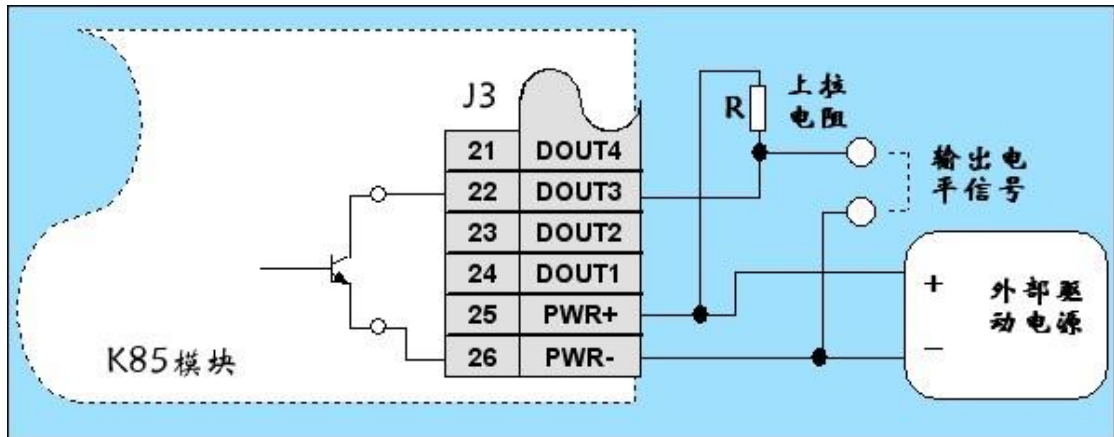 J3
21 DOUT4
22 DOUT3
23 DOUT2
24 DOUT1
25 PWR+
26 PWR-
K85模块
R
上拉
电阻
输出电
平信号
+
外部驱
动电源
-